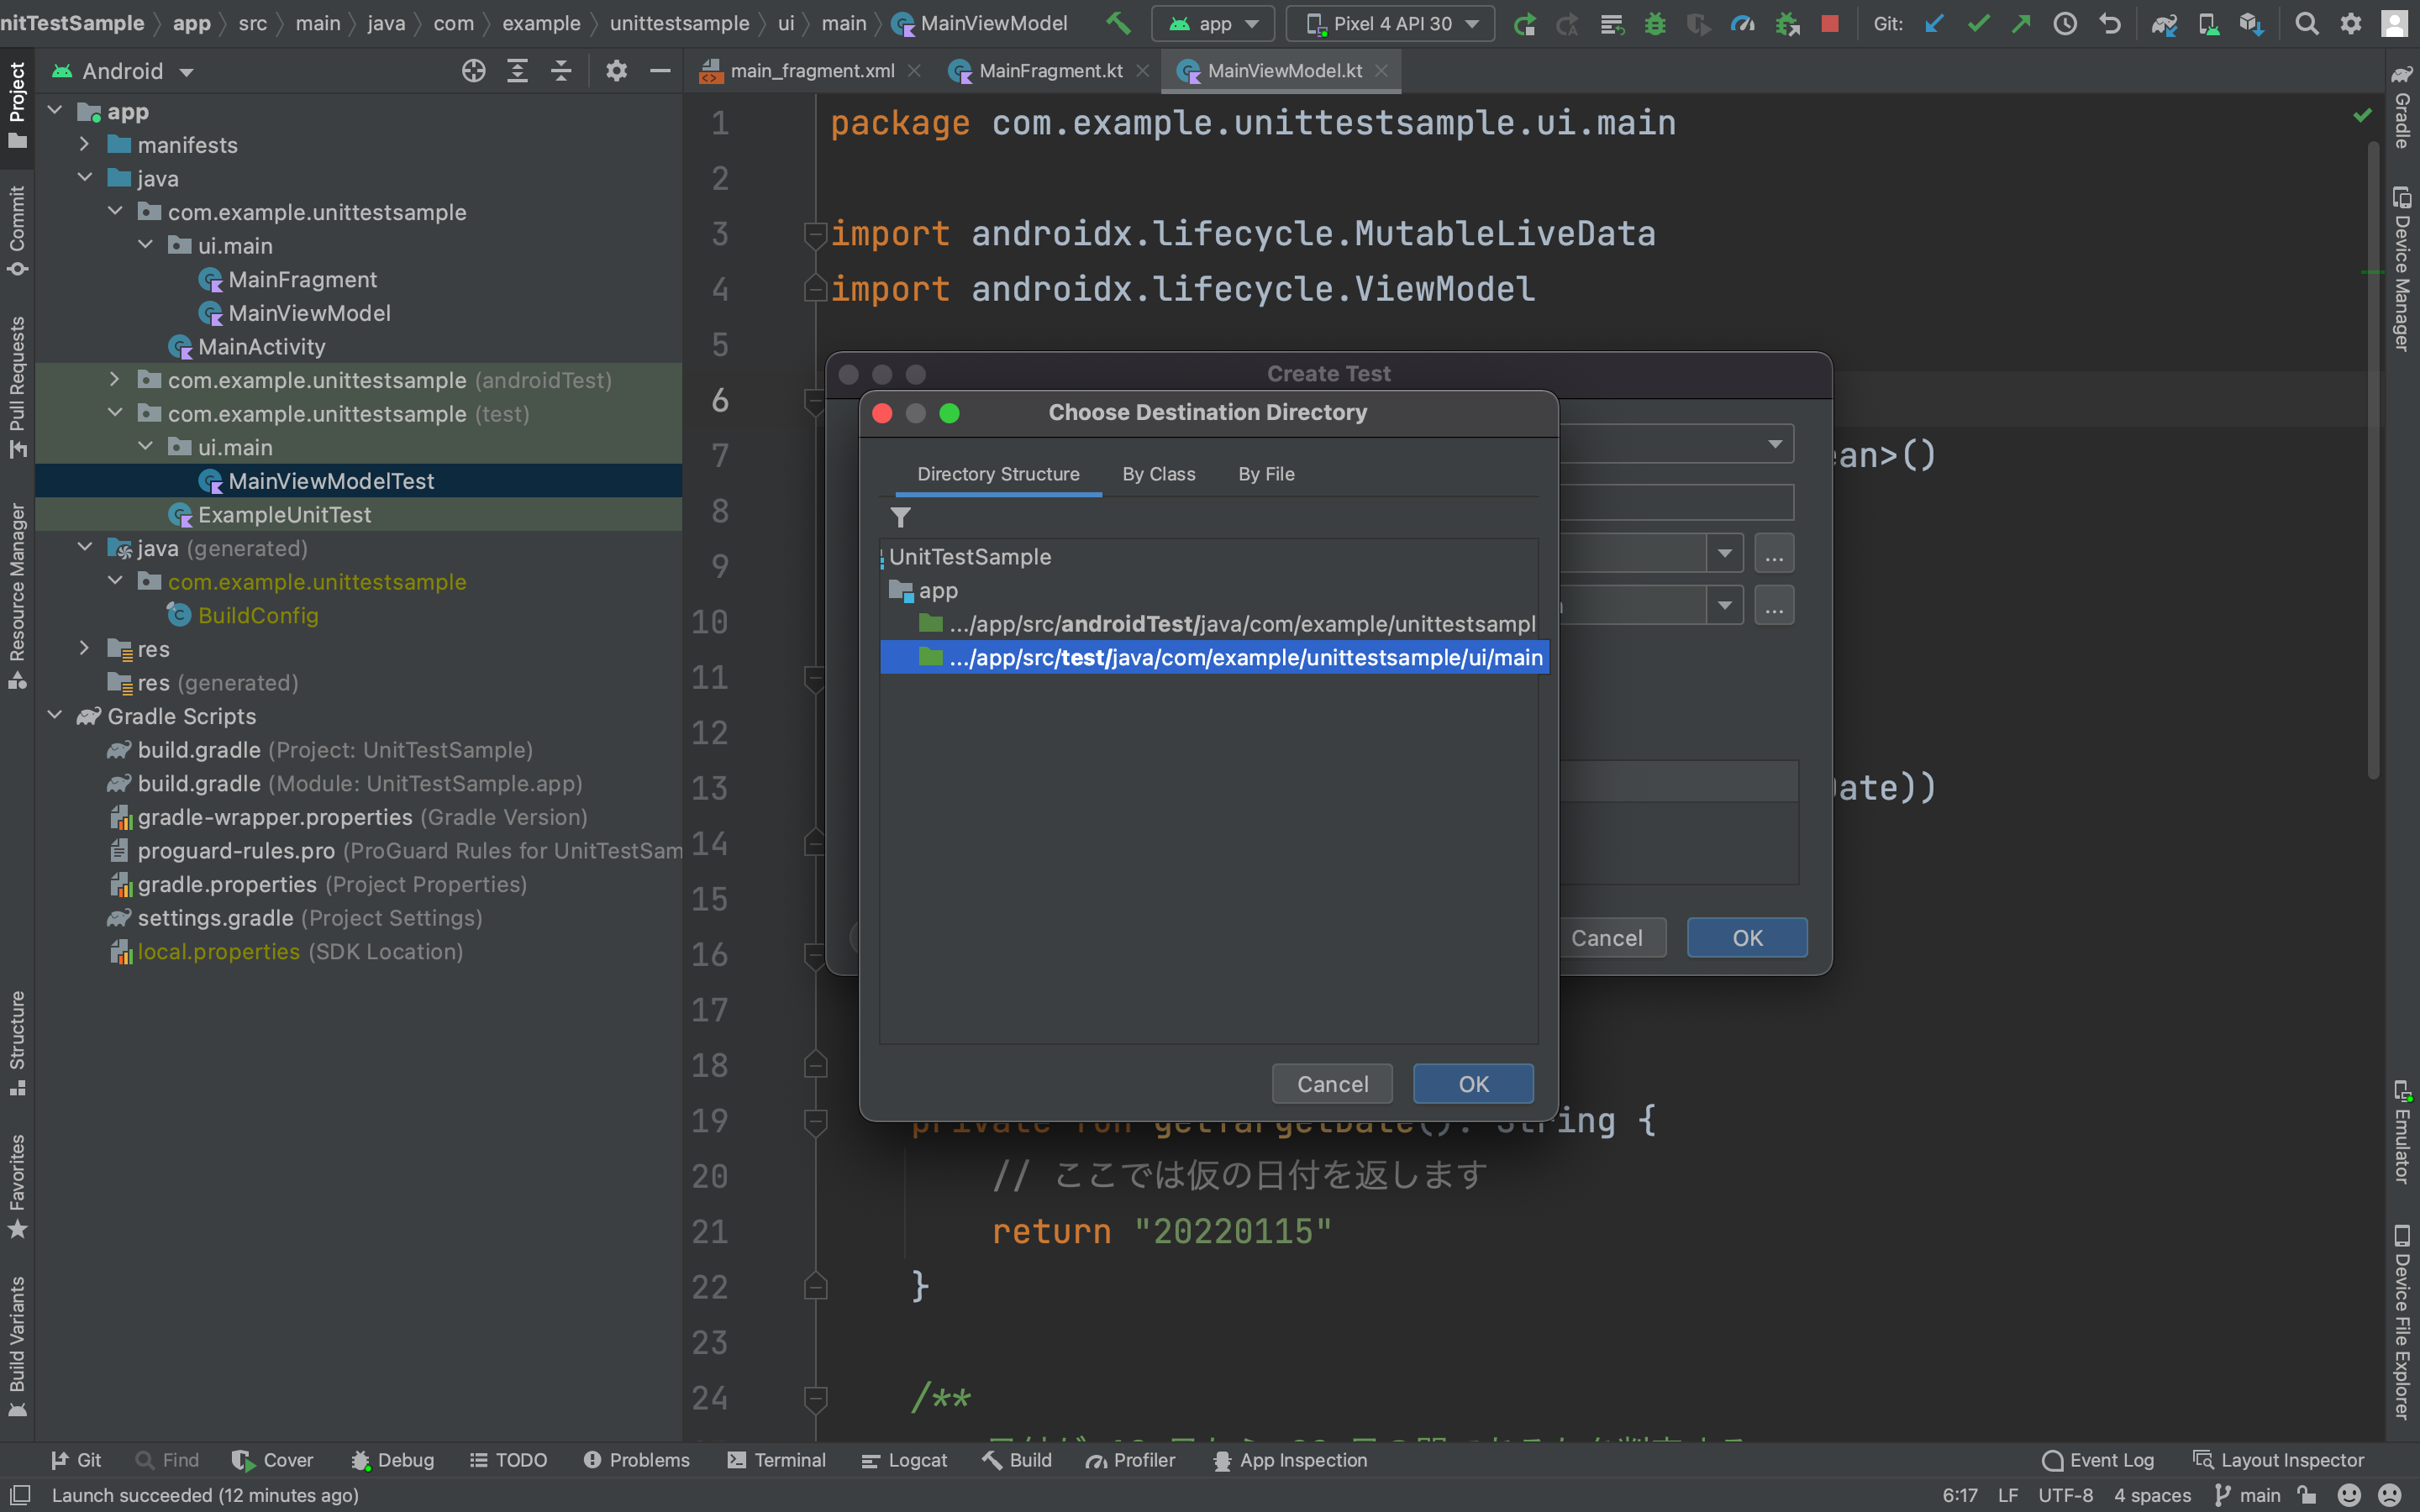 nitTestSample
app
src
main
java
com
example
unittestsample
ui
main
MainViewModel
app
Pixel 4 API 30
Git:
Project
Commit
Pull Requests
Resource Manager
Structure
Favorites
Build Variants
Android
app
manifests
java
com.example.unittestsample
ui.main
MainFragment
MainViewModel
MainActivity
com.example.unittestsample (androidTest)
com.example.unittestsample (test)
ui.main
MainViewModelTest
ExampleUnitTest
java (generated)
com.example.unittestsample
BuildConfig
res
res (generated)
Gradle Scripts
build.gradle (Project: UnitTestSample)
build.gradle (Module: UnitTestSample.app)
gradle-wrapper.properties (Gradle Version)
proguard-rules.pro (ProGuard Rules for UnitTestSam
gradle.properties (Project Properties)
settings.gradle (Project Settings)
local.properties (SDK Location)
main_fragment.xml
MainFragment.kt
MainViewModel.kt
1 package com.example.unittestsample.ui.main
2
3 import androidx.lifecycle.MutableLiveData
4 import androidx.lifecycle.ViewModel
5
6
7 ean>()
8
9
10
11
12
13 ate))
14
15
16
17
18
19 private fun getTargetDate(): String {
20 // ここでは仮の日付を返します
21 return "20220115"
22 }
23
24 /**
Create Test
...
...
Cancel
OK
Choose Destination Directory
Directory Structure
By Class
By File
UnitTestSample
app
.../app/src/androidTest/java/com/example/unittestsampl
.../app/src/test/java/com/example/unittestsample/ui/main
Cancel
OK
Gradle
Device Manager
Emulator
Device File Explorer
Git
Find
Cover
Debug
TODO
Problems
Terminal
Logcat
Build
Profiler
App Inspection
Event Log
Layout Inspector
Launch succeeded (12 minutes ago)
6:17
LF
UTF-8
4 spaces
main